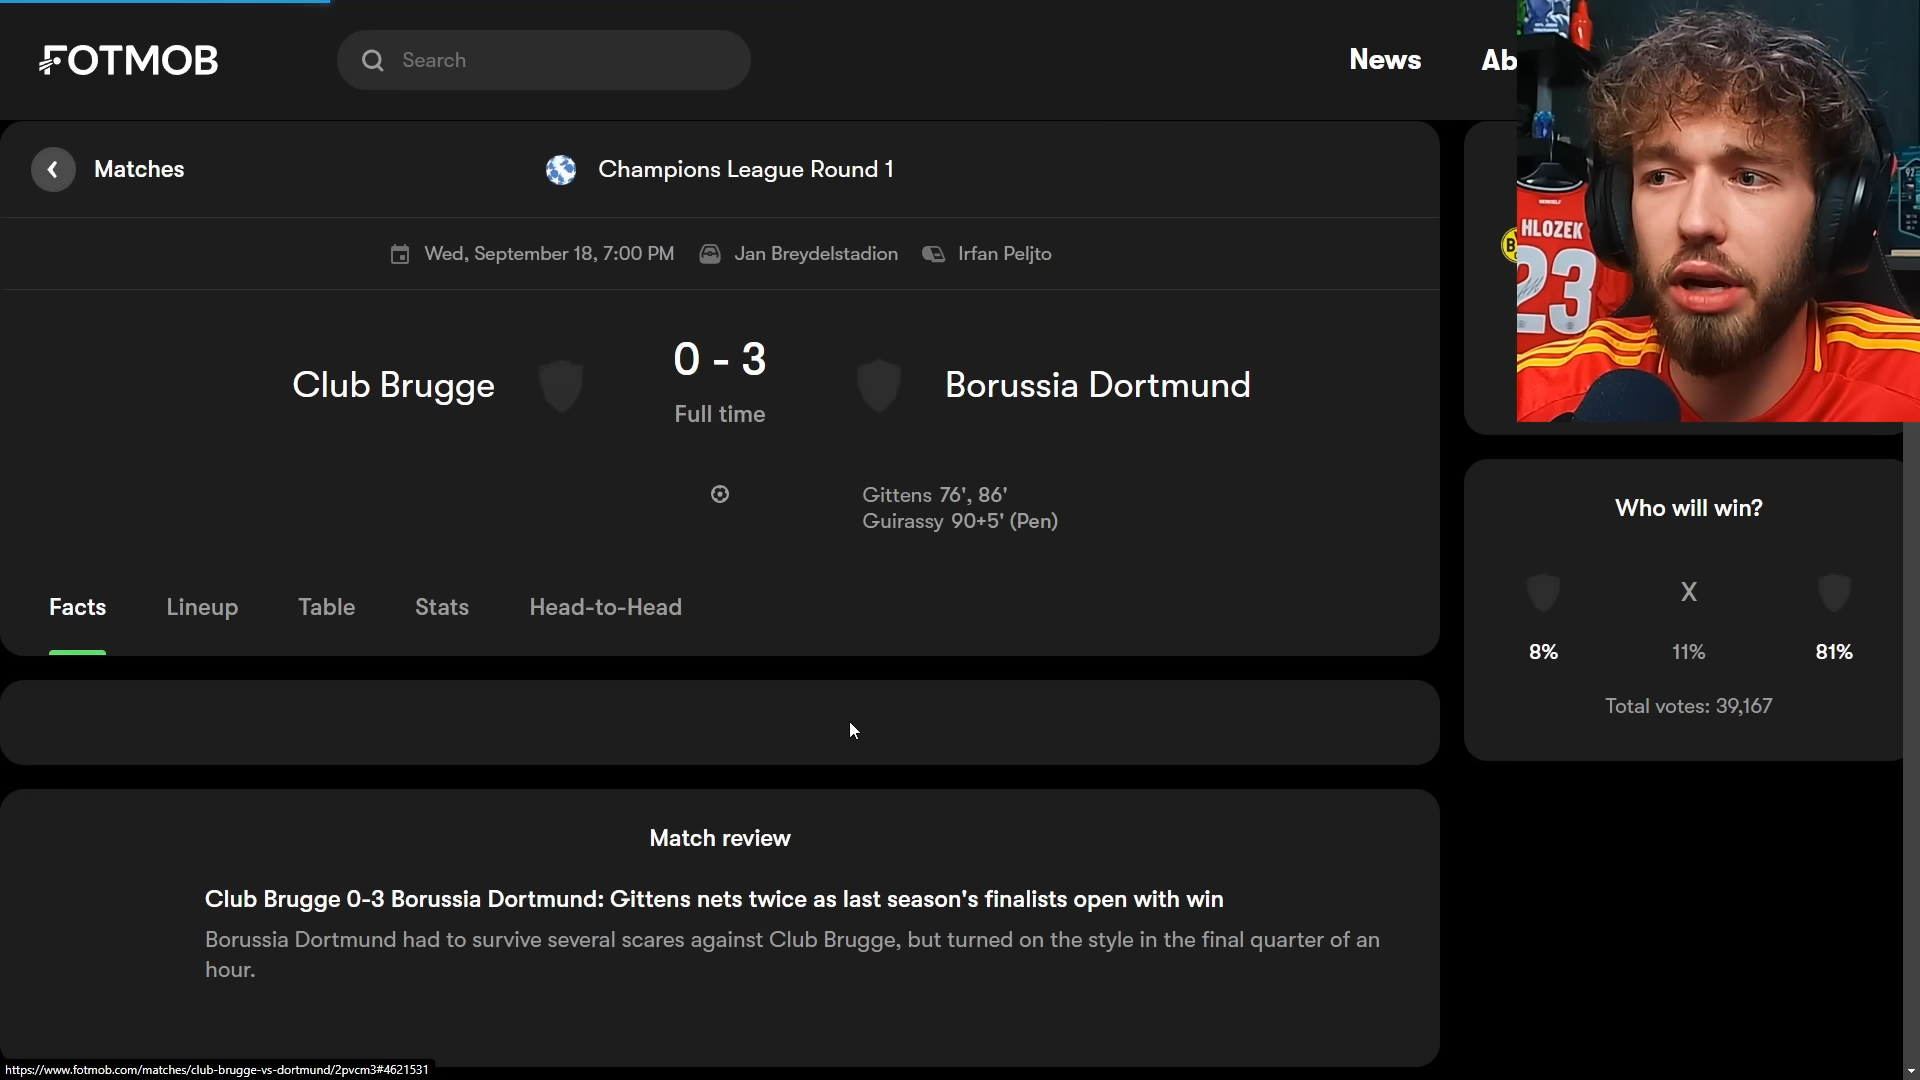 FOTMOB
Search
News
Ab
Matches
Champions League Round 1
Wed, September 18, 7:00 PM
Jan Breydelstadion
Irfan Peljto
HLOZEK
23
92
Club Brugge
0 - 3
Borussia Dortmund
Full time
Gittens 76', 86'
Guirassy 90+5' (Pen)
Who will win?
X
8%
11%
81%
Total votes: 39,167
Facts
Lineup
Table
Stats
Head-to-Head
Match review
Club Brugge 0-3 Borussia Dortmund: Gittens nets twice as last season's finalists open with win
Borussia Dortmund had to survive several scares against Club Brugge, but turned on the style in the final quarter of an
hour.
https://www.fotmob.com/matches/club-brugge-vs-dortmund/2pvcm3#4621531